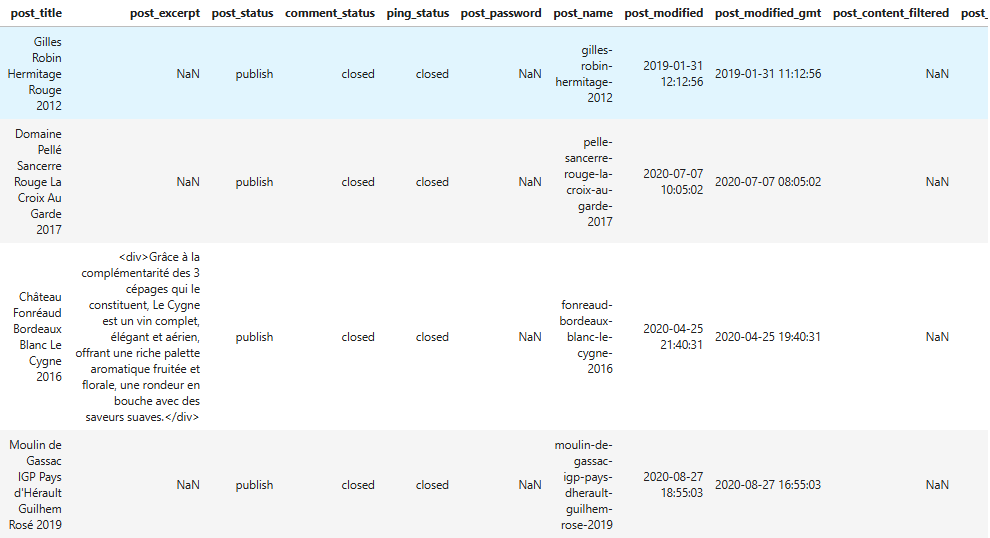 post_title post_excerpt post_status comment_status ping_status post_password post_name post_modified post_modified_gmt post_content_filtered post_
Gilles
Robin
Hermitage
Rouge
2012
NaN
publish
closed
closed
NaN
gilles-
robin-
hermitage-
2012
2019-01-31
12:12:56
2019-01-31 11:12:56
NaN
Domaine
Pellé
Sancerre
Rouge La
Croix Au
Garde
2017
NaN
publish
closed
closed
NaN
pelle-
sancerre-
rouge-la-
croix-au-
garde-
2017
2020-07-07
10:05:02
2020-07-07 08:05:02
NaN
Château
Fonréaud
Bordeaux
Blanc Le
Cygne
2016
<div>Grâce à la
complémentarité des 3
cépages qui le
constituent, Le Cygne
est un vin complet,
élégant et aérien,
offrant une riche palette
aromatique fruitée et
florale, une rondeur en
bouche avec des
saveurs suaves.</div>
publish
closed
closed
NaN
fonreaud-
bordeaux-
blanc-le-
cygne-
2016
2020-04-25
21:40:31
2020-04-25 19:40:31
NaN
Moulin de
Gassac
IGP Pays
d'Hérault
Guilhem
Rosé 2019
NaN
publish
closed
closed
NaN
moulin-de-
gassac-
igp-pays-
dherault-
guilhem-
rose-2019
2020-08-27
18:55:03
2020-08-27 16:55:03
NaN